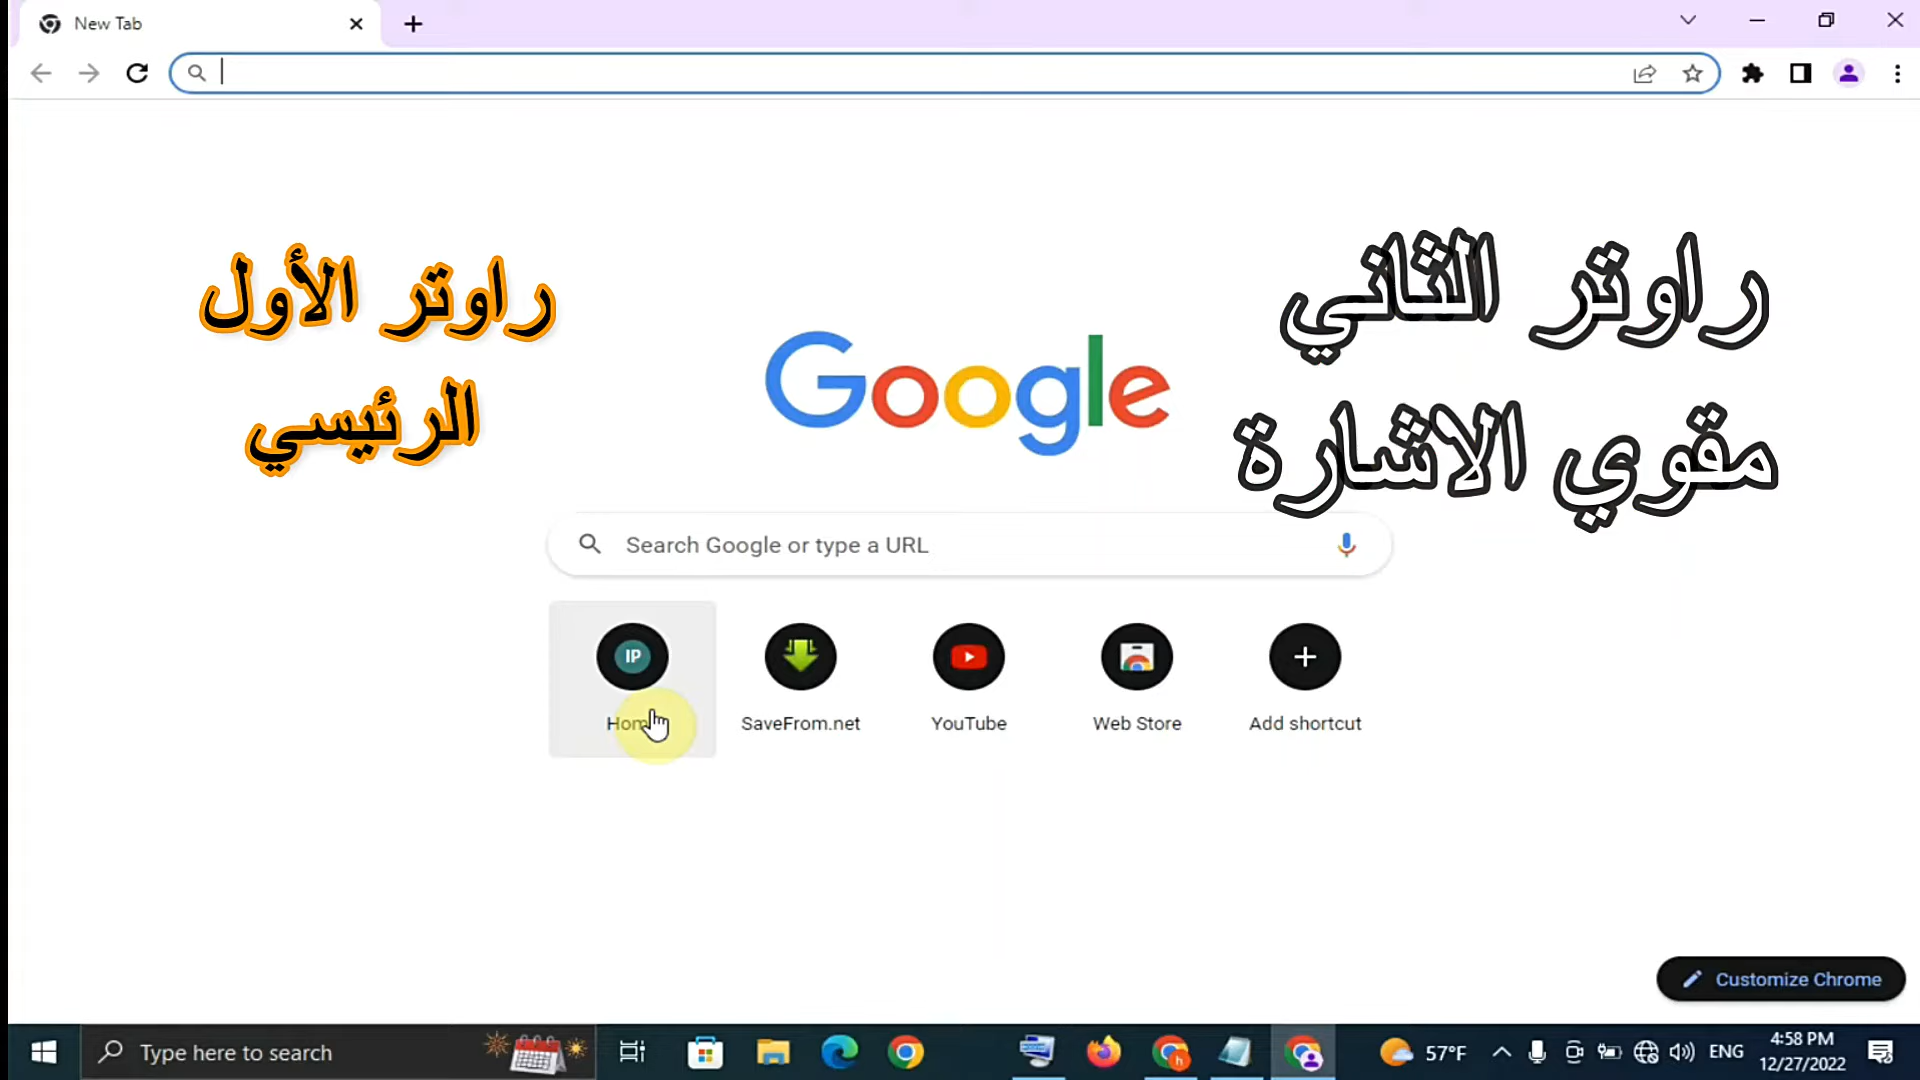 New Tab
راوتر الأول
الرئيسي
راوتر الثاني
مقوي الاشارة
Google
Search Google or type a URL
IP
SaveFrom.net
YouTube
Web Store
Add shortcut
Customize Chrome
Type here to search
57°F
ENG
4:58 PM
12/27/2022